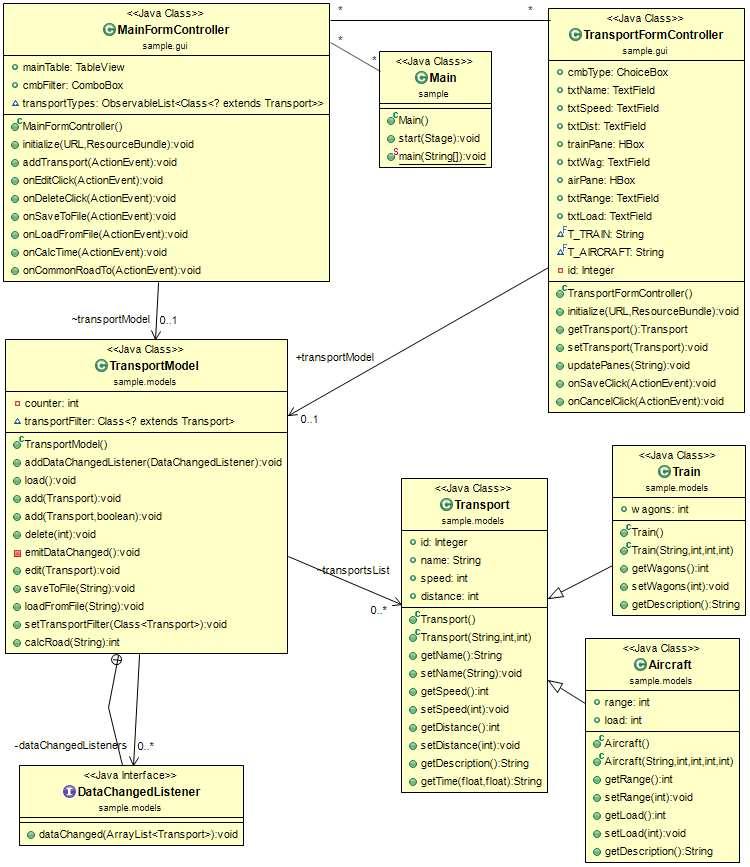 <<Java Class>>
MainFormController
sample.gui
mainTable: TableView
cmbFilter: ComboBox
transportTypes: ObservableList<Class<? extends Transport>>
MainFormController()
initialize(URL,ResourceBundle):void
addTransport(ActionEvent):void
onEditClick(ActionEvent):void
onDeleteClick(ActionEvent):void
onSaveToFile(ActionEvent):void
onLoadFromFile(ActionEvent):void
onCalcTime(ActionEvent):void
onCommonRoadTo(ActionEvent):void
*
*
*
*
<<Java Class>>
Main
sample
Main()
start(Stage):void
main(String[]):void
<<Java Class>>
TransportFormController
sample.gui
cmbType: ChoiceBox
txtName: TextField
txtSpeed: TextField
txtDist: TextField
trainPane: HBox
txtWag: TextField
airPane: HBox
txtRange: TextField
txtLoad: TextField
T_TRAIN: String
T_AIRCRAFT: String
id: Integer
TransportFormController()
initialize(URL,ResourceBundle):void
getTransport():Transport
setTransport(Transport):void
updatePanes(String):void
onSaveClick(ActionEvent):void
onCancelClick(ActionEvent):void
~transportModel
0..1
+transportModel
0..1
<<Java Class>>
TransportModel
sample.models
counter: int
transportFilter: Class<? extends Transport>
TransportModel()
addDataChangedListener(DataChangedListener):void
load():void
add(Transport):void
add(Transport,boolean):void
delete(int):void
emitDataChanged():void
edit(Transport):void
saveToFile(String):void
loadFromFile(String):void
setTransportFilter(Class<Transport>):void
calcRoad(String):int
~transportsList
0..*
<<Java Class>>
Transport
sample.models
id: Integer
name: String
speed: int
distance: int
Transport()
Transport(String,int,int)
getName():String
setName(String):void
getSpeed():int
setSpeed(int):void
getDistance():int
setDistance(int):void
getDescription():String
getTime(float,float):String
<<Java Class>>
Train
sample.models
wagons: int
Train()
Train(String,int,int,int)
getWagons():int
setWagons(int):void
getDescription():String
<<Java Class>>
Aircraft
sample.models
range: int
load: int
Aircraft()
Aircraft(String,int,int,int,int)
getRange():int
setRange(int):void
getLoad():int
setLoad(int):void
getDescription():String
-dataChangedListeners
0..*
<<Java Interface>>
DataChangedListener
sample.models
dataChanged(ArrayList<Transport>):void